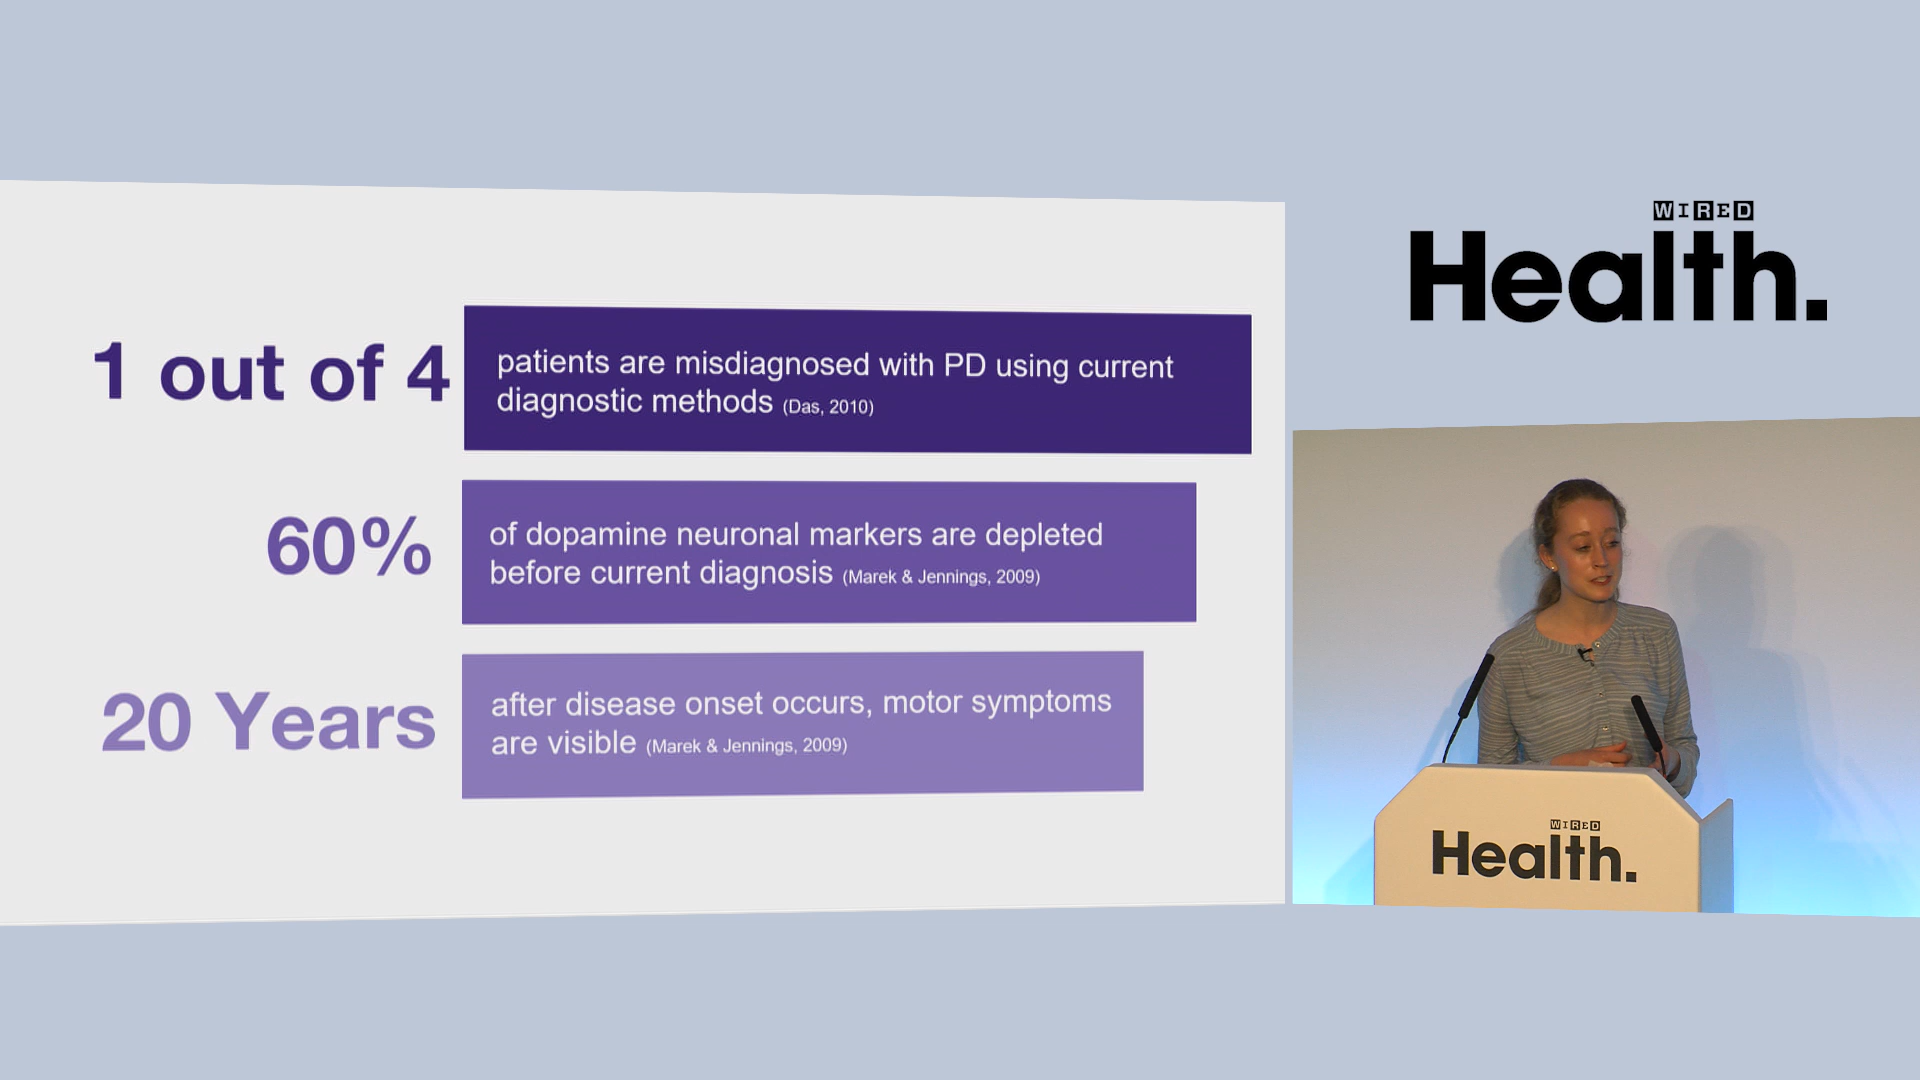 WIRED
Health.
1 out of 4
patients are misdiagnosed with PD using current
diagnostic methods (Das, 2010)
60%
of dopamine neuronal markers are depleted
before current diagnosis (Marek & Jennings, 2009)
20 Years
after disease onset occurs, motor symptoms
are visible (Marek & Jennings, 2009)
WIRED
Health.